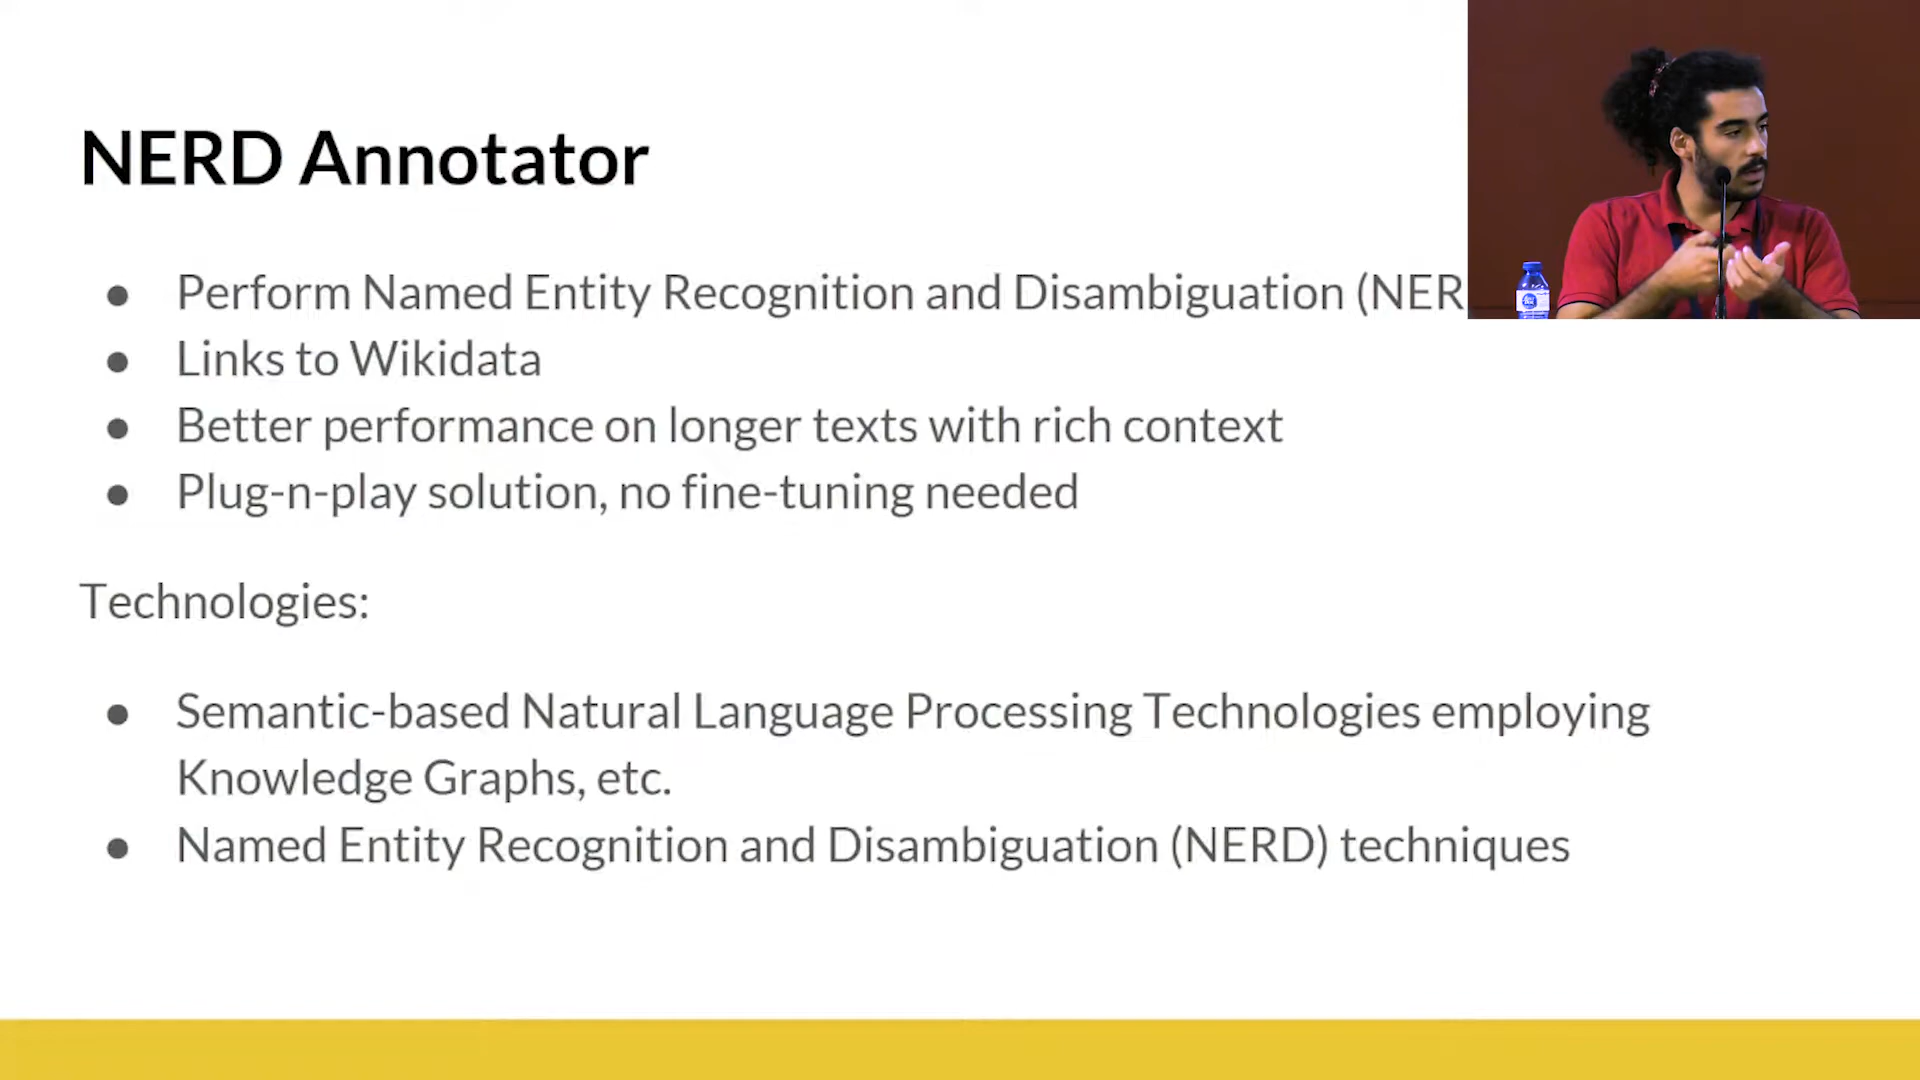 NERD Annotator
● Perform Named Entity Recognition and Disambiguation (NER
● Links to Wikidata
● Better performance on longer texts with rich context
● Plug-n-play solution, no fine-tuning needed
Technologies:
● Semantic-based Natural Language Processing Technologies employing
Knowledge Graphs, etc.
● Named Entity Recognition and Disambiguation (NERD) techniques